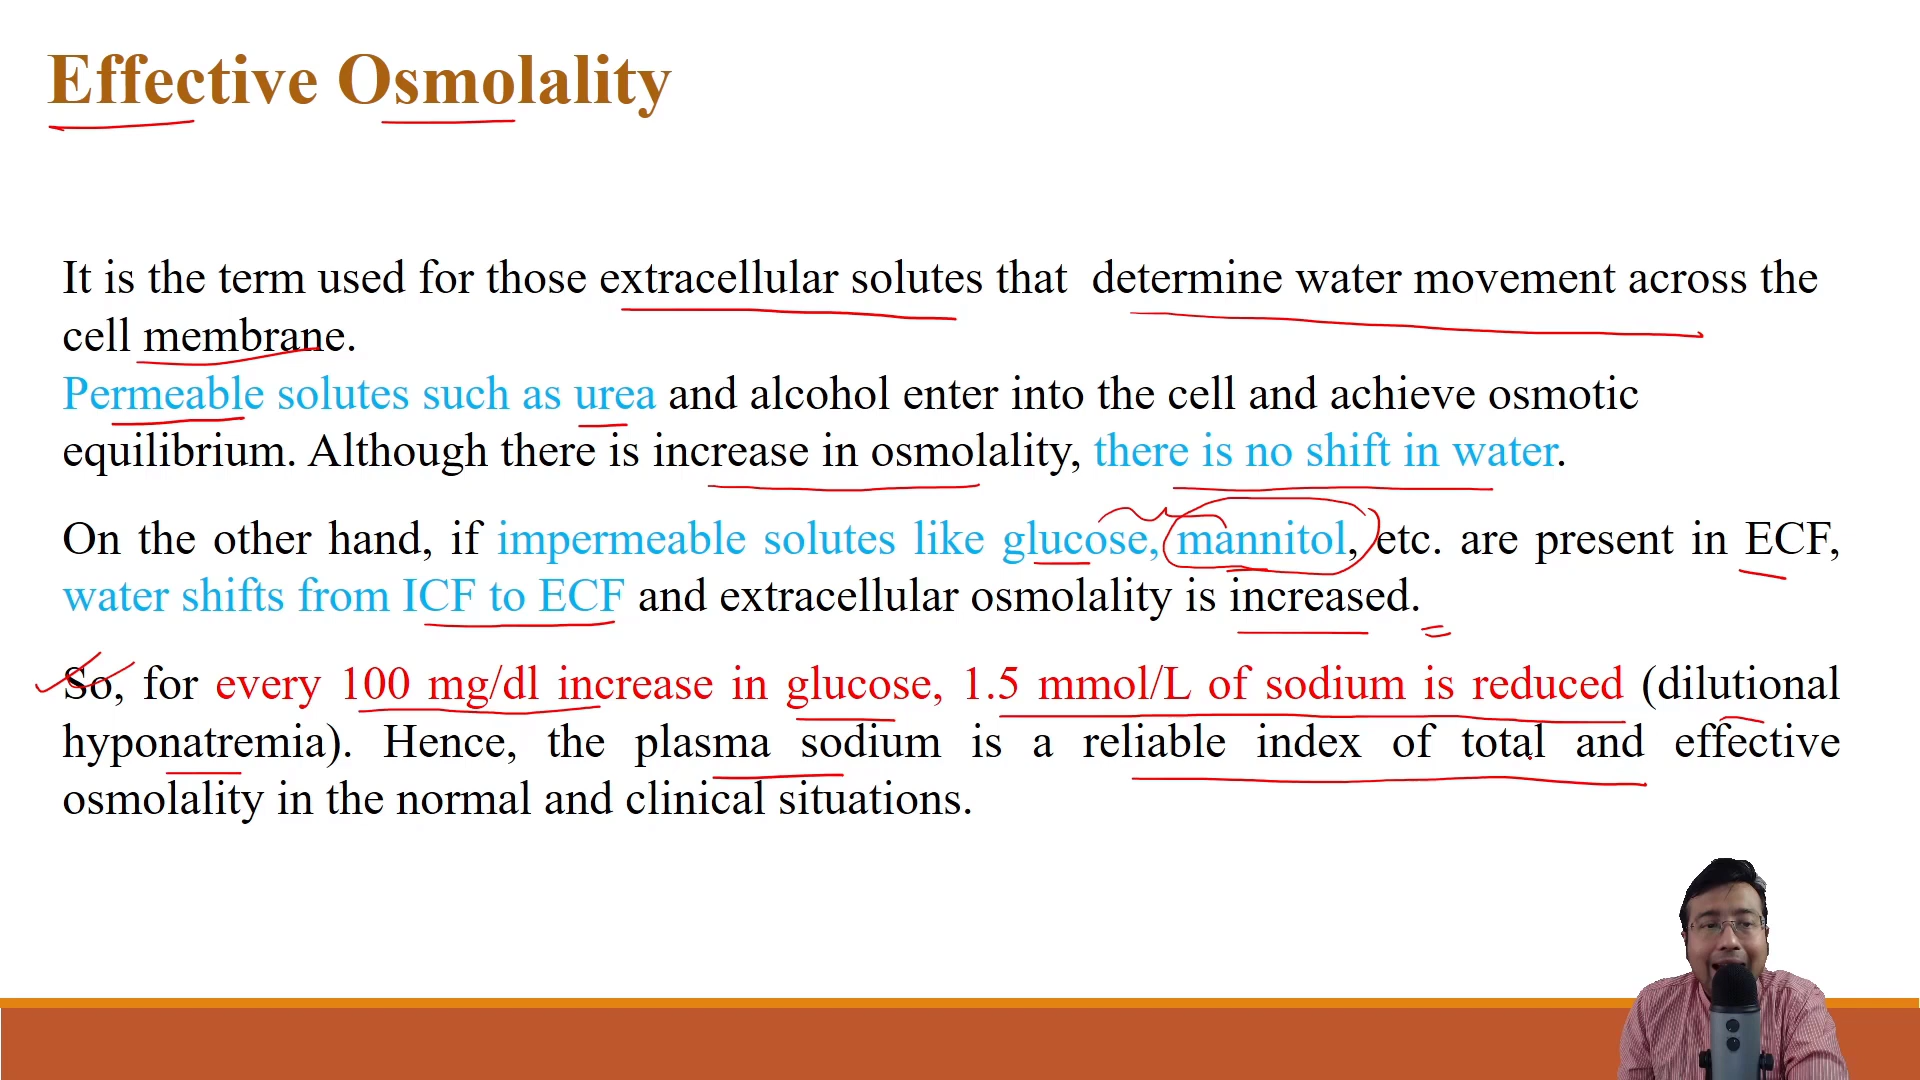 Effective Osmolality
It is the term used for those extracellular solutes that determine water movement across the
cell membrane.
Permeable solutes such as urea and alcohol enter into the cell and achieve osmotic
equilibrium. Although there is increase in osmolality, there is no shift in water.
On the other hand, if impermeable solutes like glucose, mannitol, etc. are present in ECF,
water shifts from ICF to ECF and extracellular osmolality is increased.
So, for every 100 mg/dl increase in glucose, 1.5 mmol/L of sodium is reduced (dilutional
hyponatremia). Hence, the plasma sodium is a reliable index of total and effective
osmolality in the normal and clinical situations.